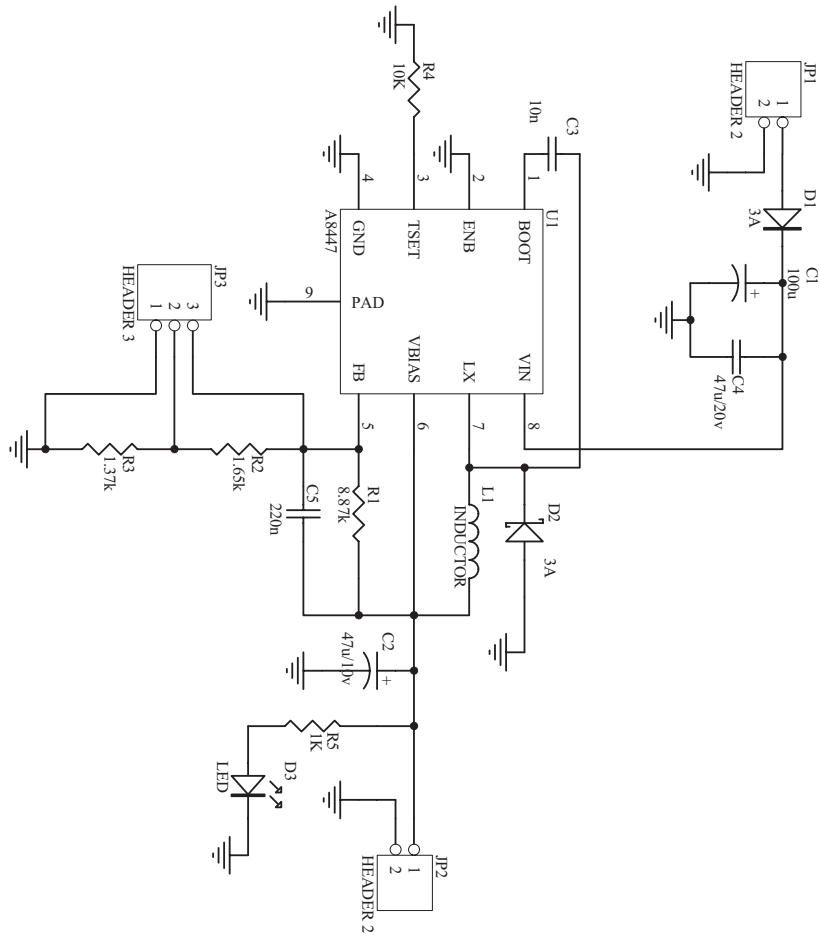 JP1
1
2
HEADER 2
D1
3A
C1
100u
+
C4
47u/20v
R4
10K
C3
10n
4
3
2
1
U1
A8447
GND
TSET
ENB
BOOT
9
PAD
FB
VBIAS
LX
VIN
5
6
7
8
JP3
3
2
1
HEADER 3
R3
1.37k
R2
1.65k
C5
220n
R1
8.87k
L1
INDUCTOR
D2
3A
C2
47u/10v
+
R5
1K
D3
LED
JP2
1
2
HEADER 2